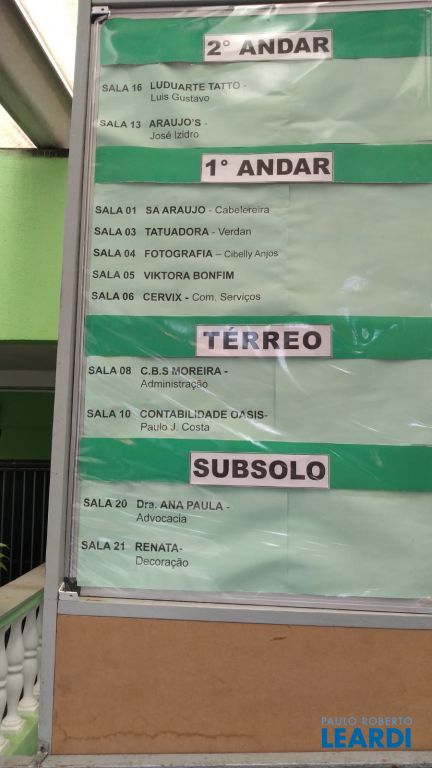 2° ANDAR
SALA 16 LUDUARTE TATTO -
Luis Gustavo
SALA 13 ARAUJO'S -
José Izidro
1° ANDAR
SALA 01 SA ARAUJO - Cabelereira
SALA 03 TATUADORA - Verdan
SALA 04 FOTOGRAFIA – Cibelly Anjos
SALA 05 VIKTORA BONFIM
SALA 06 CERVIX - Com. Serviços
TÉRREO
SALA 08 C.B.S MOREIRA -
Administração
SALA 10 CONTABILIDADE OASIS-
Paulo J. Costa
SUBSOLO
SALA 20 Dra. ANA PAULA -
Advocacia
SALA 21 RENATA-
Decoração
PAULO ROBERTO
LEARDI